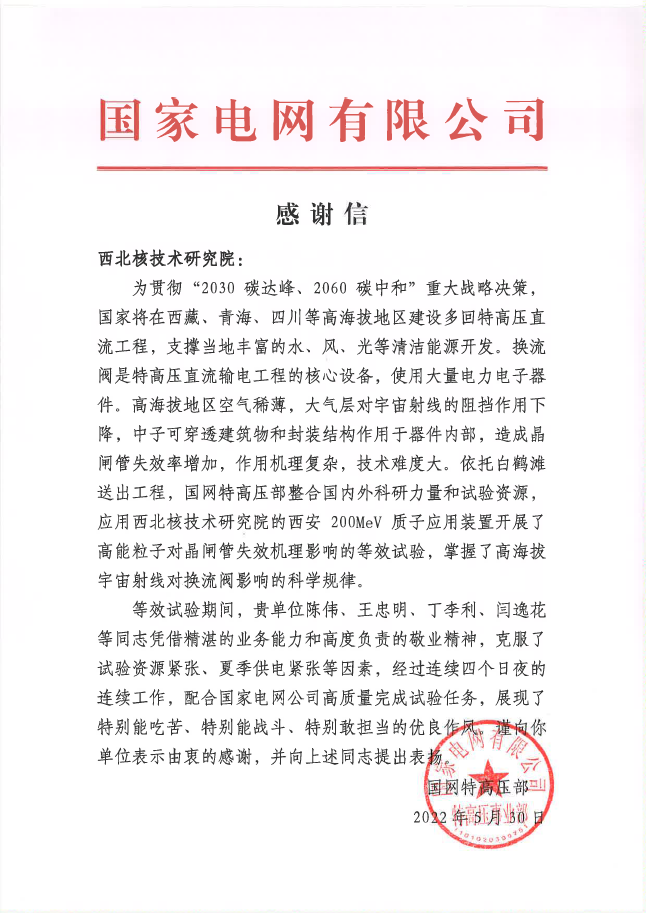 国家电网有限公司
感谢信
西北核技术研究院：
为贯彻“2030 碳达峰、2060 碳中和”重大战略决策，
国家将在西藏、青海、四川等高海拔地区建设多回特高压直
流工程，支撑当地丰富的水、风、光等清洁能源开发。换流
阀是特高压直流输电工程的核心设备，使用大量电力电子器
件。高海拔地区空气稀薄，大气层对宇宙射线的阻挡作用下
降，中子可穿透建筑物和封装结构作用于器件内部，造成晶
闸管失效率增加，作用机理复杂，技术难度大。依托白鹤滩
送出工程，国网特高压部整合国内外科研力量和试验资源，
应用西北核技术研究院的西安 200MeV 质子应用装置开展了
高能粒子对晶闸管失效机理影响的等效试验，掌握了高海拔
宇宙射线对换流阀影响的科学规律。
等效试验期间，贵单位陈伟、王忠明、丁李利、闫逸花
等同志凭借精湛的业务能力和高度负责的敬业精神，克服了
试验资源紧张、夏季供电紧张等因素，经过连续四个日夜的
连续工作，配合国家电网公司高质量完成试验任务，展现了
特别能吃苦、特别能战斗、特别敢担当的优良作风。谨向你
单位表示由衷的感谢，并向上述同志提出表扬。
国网特高压部
2022 年 5 月 30 日
国家电网有限公司
特高压事业部